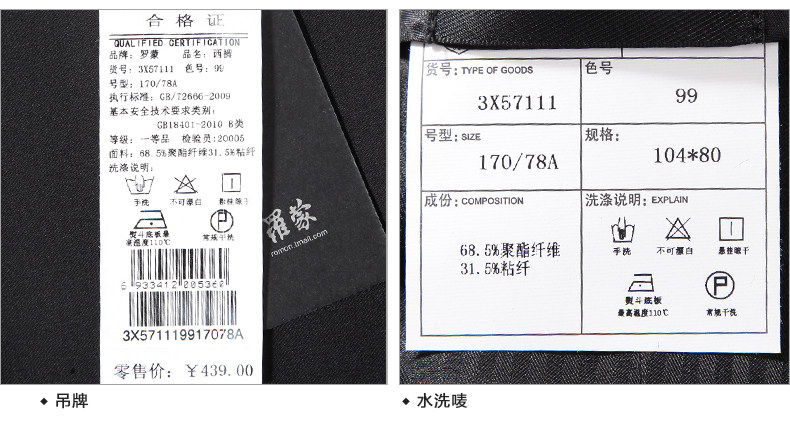 合格证
QUALIFIED CERTIFICATION
品牌：罗蒙 品名：西裤
货号：3X57111 色号：99
号型：170/78A
执行标准：GB/T2666-2009
基本安全技术要求类别：
GB18401-2010 B类
等级：一等品 检验员：20005
面料：68.5%聚酯纤维31.5%粘纤
洗涤说明：
手洗 不可漂白 悬挂晾干
熨斗底板最
高温度110℃ 常规干洗
6 933412 005360
3X571119917078A
零售价：￥439.00
罗蒙
romon.tmall.com
吊牌
货号：TYPE OF GOODS 色号
3X57111 99
号型：SIZE 规格：
170/78A 104*80
成份：COMPOSITION 洗涤说明：EXPLAIN
68.5%聚酯纤维
31.5%粘纤
手洗 不可漂白 悬挂晾干
熨斗底板
最高温度110℃ 常规干洗
水洗唛